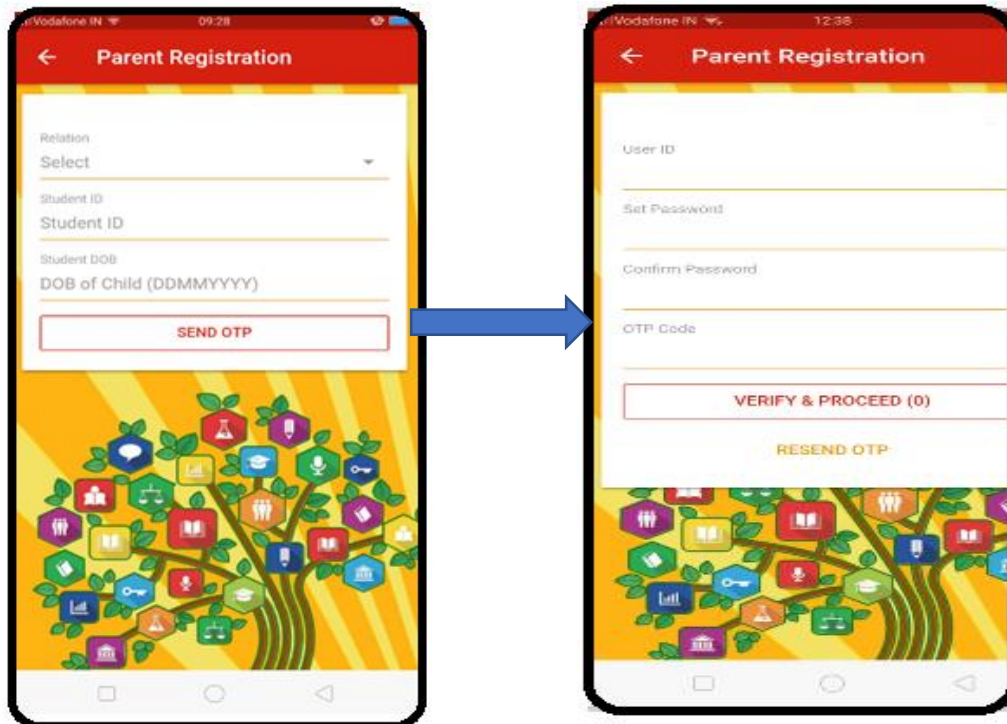 Vodafone IN 09:28
Parent Registration
Relation
Select
Student ID
Student ID
Student DOB
DOB of Child (DDMMYYYY)
SEND OTP
Vodafone IN 12:38
Parent Registration
User ID
Set Password
Confirm Password
OTP Code
VERIFY & PROCEED (0)
RESEND OTP